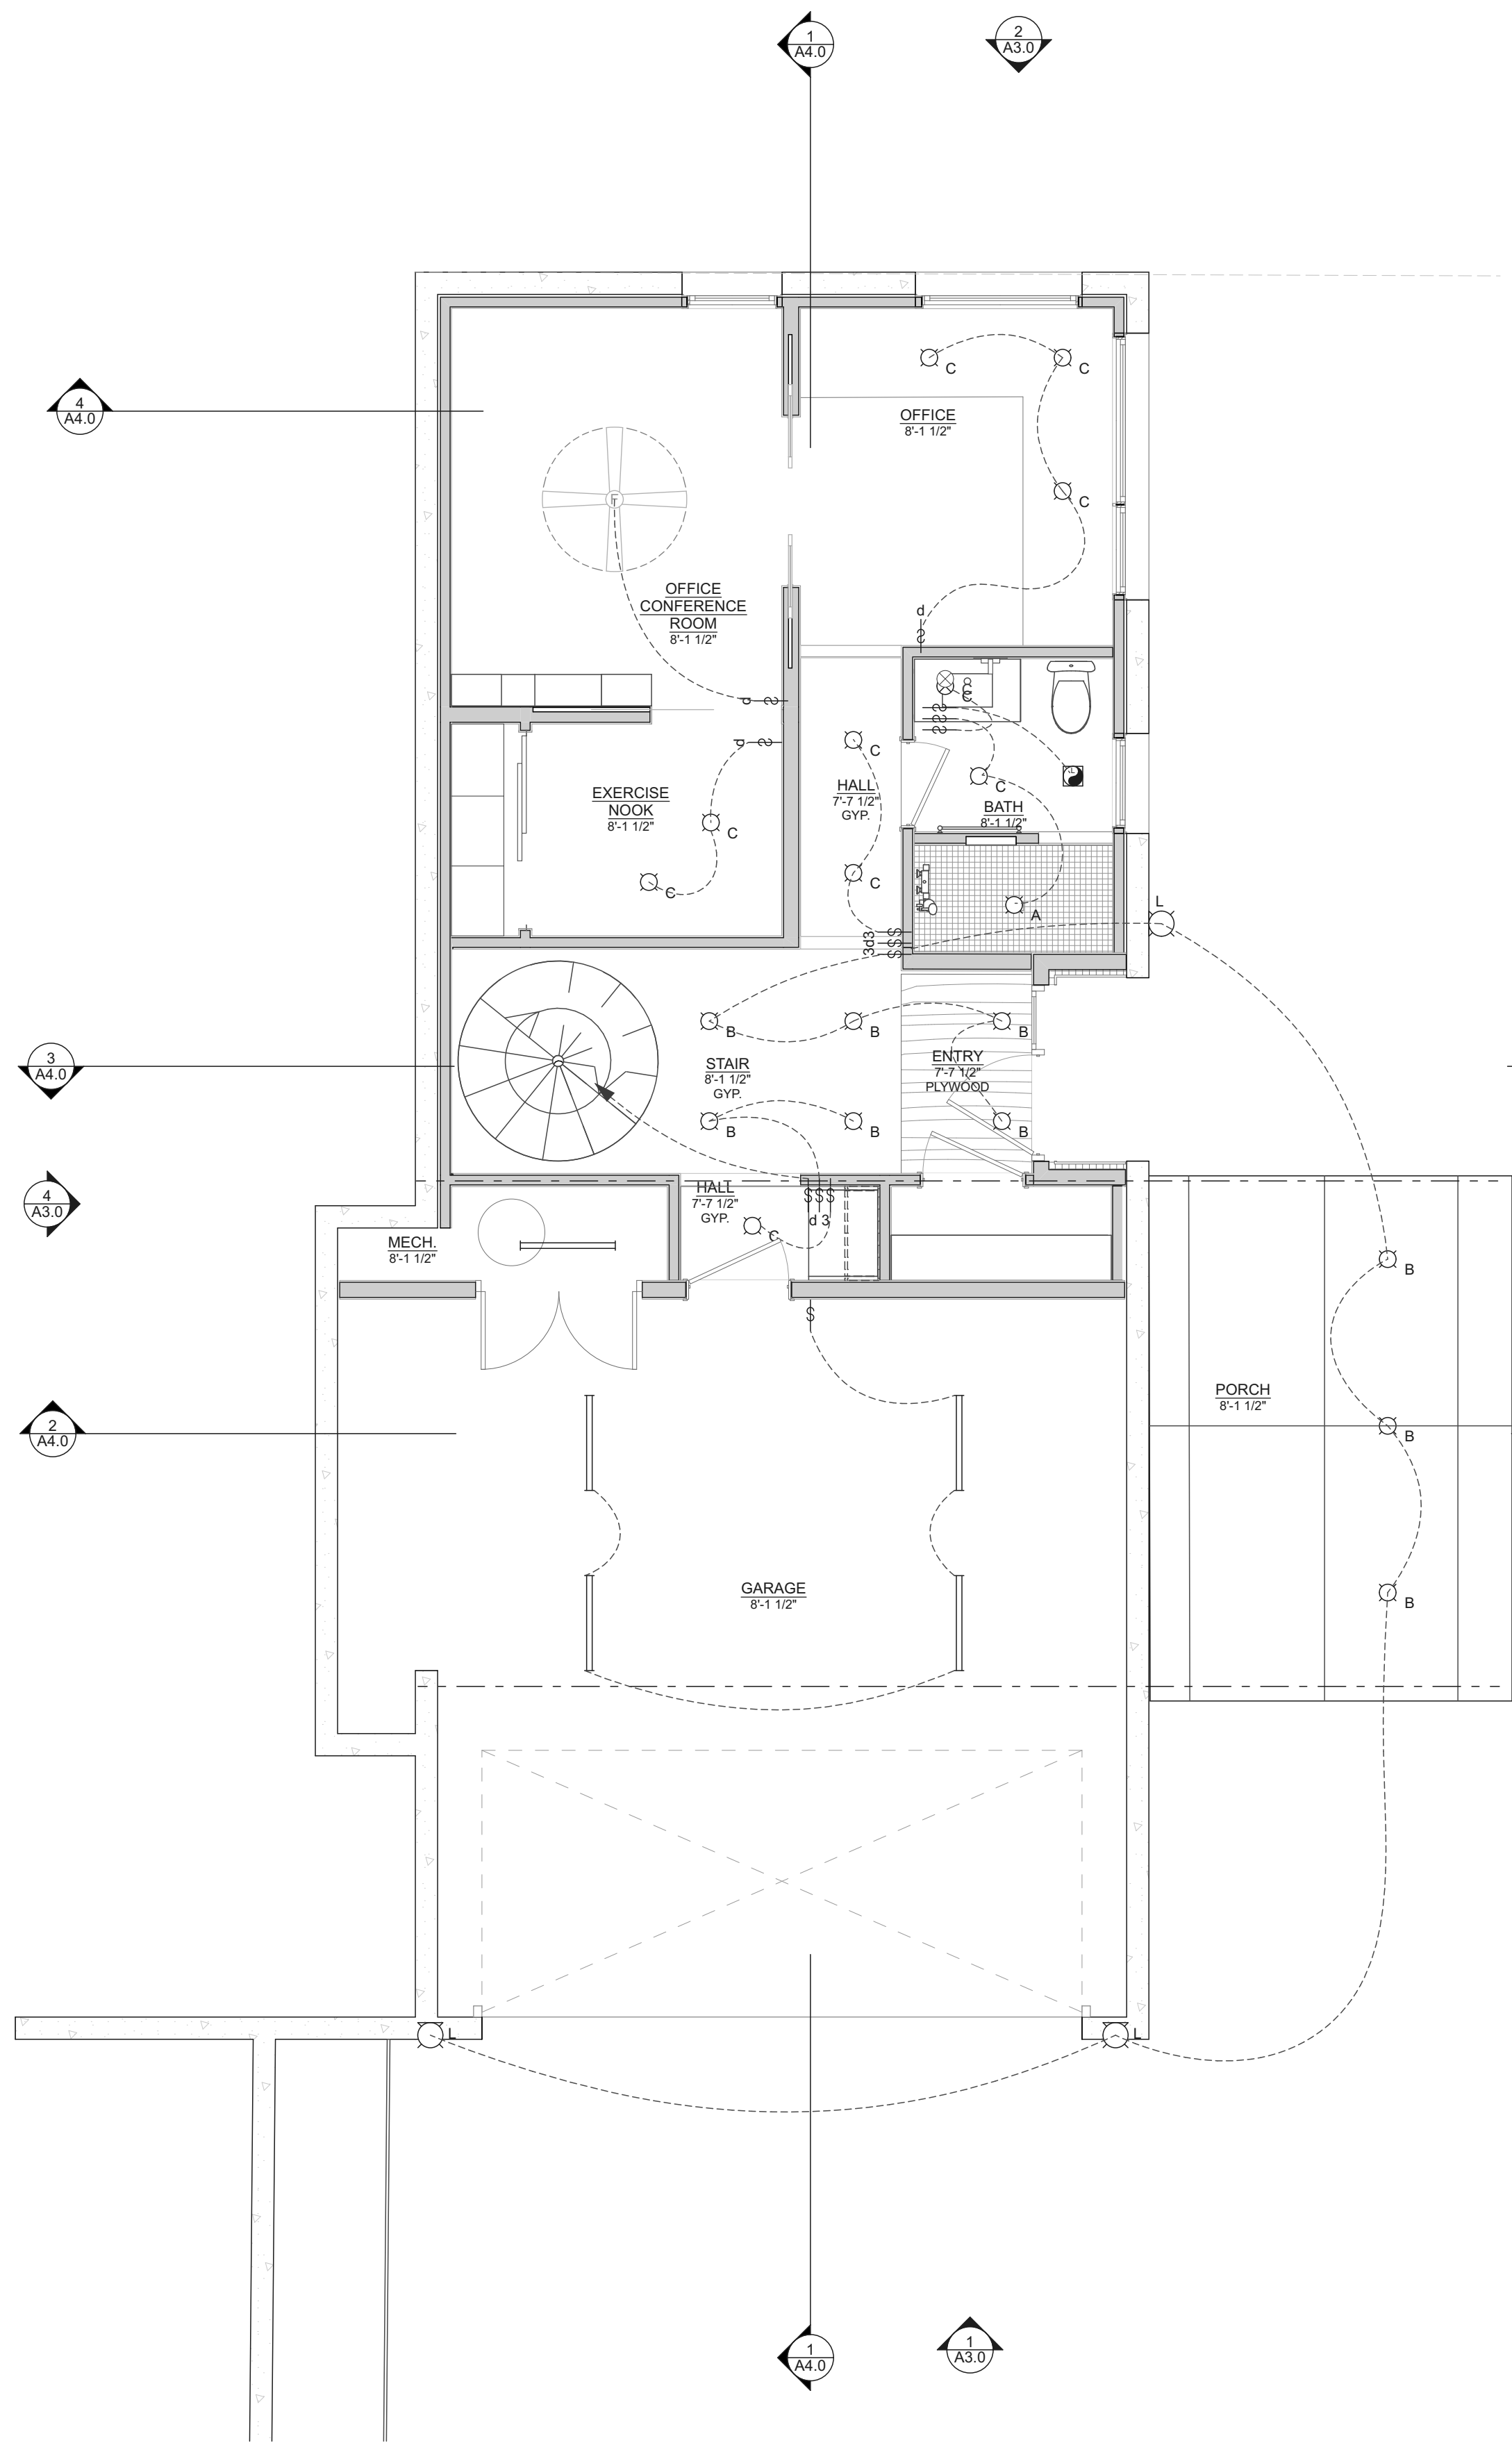 1
A4.0
2
A3.0
C
C
4
A4.0
OFFICE
8'-1 1/2"
C
F
OFFICE
CONFERENCE
ROOM
8'-1 1/2"
d
S
C
d S
S
S
S
d S
C
L
C
HALL
7'-7 1/2"
GYP.
EXERCISE
NOOK
8'-1 1/2"
BATH
8'-1 1/2"
C
C
C
A
L
3d3
S
S
S
B
B
B
3
A4.0
STAIR
8'-1 1/2"
GYP.
ENTRY
7'-7 1/2"
PLYWOOD
B
B
B
4
A3.0
HALL
7'-7 1/2"
GYP.
S S S
d 3
C
MECH.
8'-1 1/2"
B
S
PORCH
8'-1 1/2"
2
A4.0
B
GARAGE
8'-1 1/2"
B
L
L
1
A4.0
1
A3.0